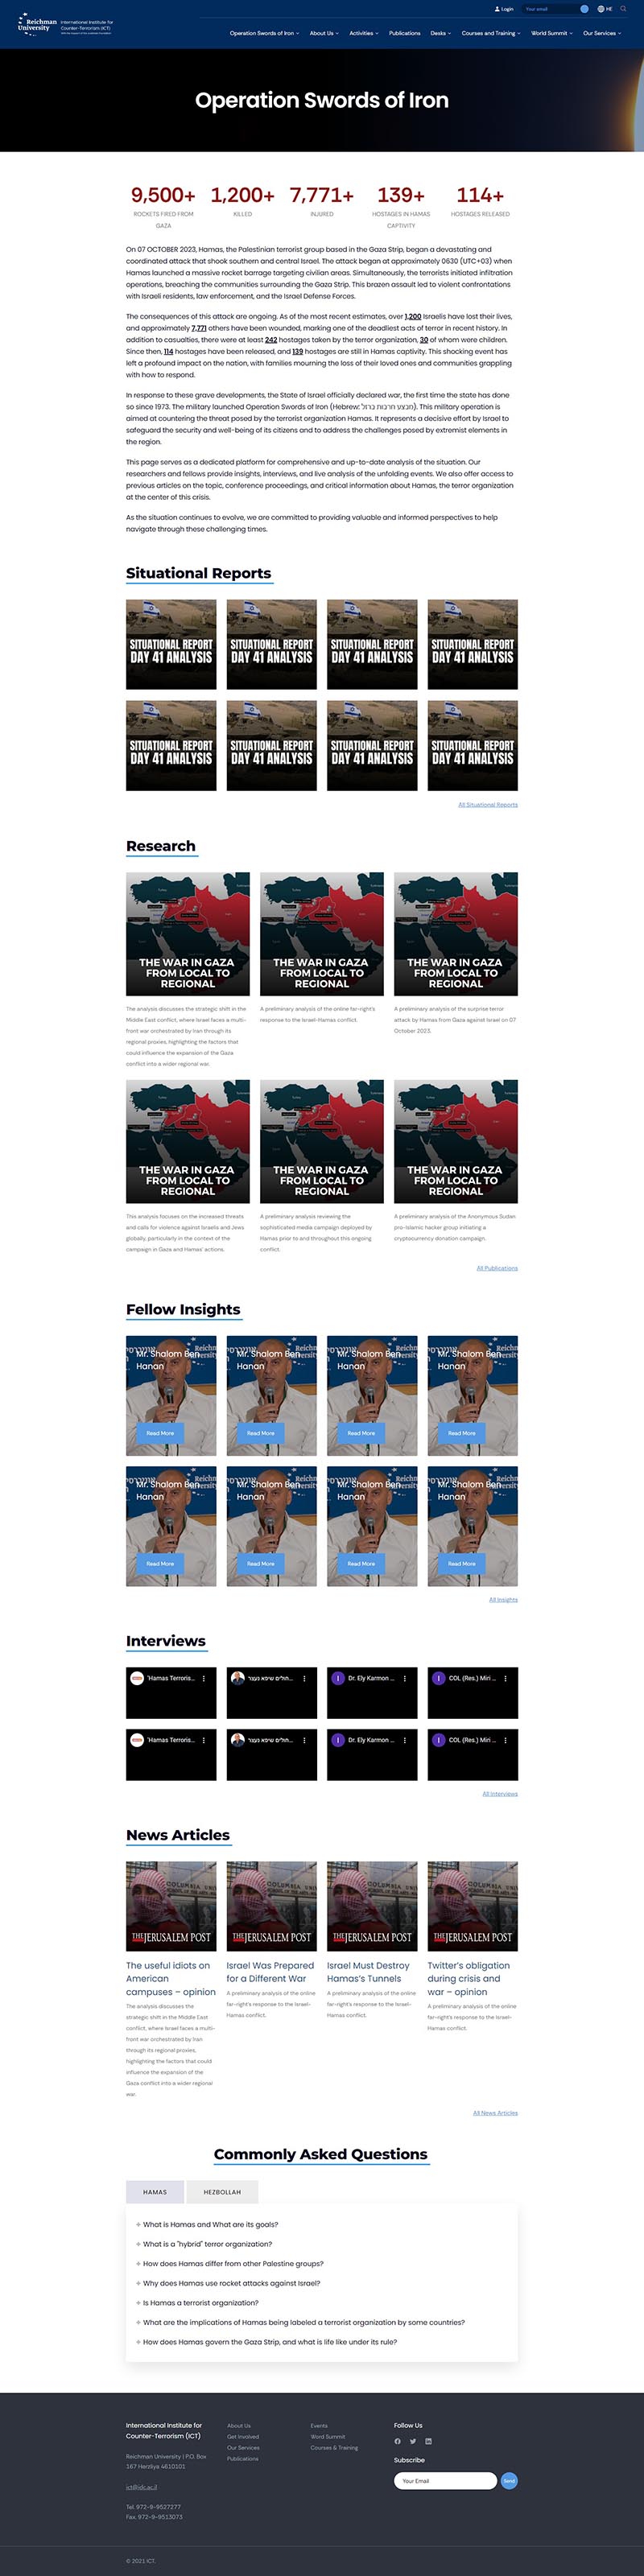 Reichman
University
International Institute for
Counter-Terrorism (ICT)
Login
Your email
HE
Operation Swords of Iron
About Us
Activities
Publications
Desks
Courses and Training
World Summit
Our Services
Operation Swords of Iron
9,500+ 1,200+ 7,771+ 139+ 114+
ROCKETS FIRED FROM GAZA
KILLED
INJURED
HOSTAGES IN HAMAS CAPTIVITY
HOSTAGES RELEASED
On 07 OCTOBER 2023, Hamas, the Palestinian terrorist group based in the Gaza Strip, began a devastating and
coordinated attack that shook southern and central Israel. The attack began at approximately 0630 (UTC+03) when
Hamas launched a massive rocket barrage targeting civilian areas. Simultaneously, the terrorists initiated infiltration
operations, breaching the communities surrounding the Gaza Strip. This brazen assault led to violent confrontations
with Israeli residents, law enforcement, and the Israel Defense Forces.
The consequences of this attack are ongoing. As of the most recent estimates, over 1,200 Israelis have lost their lives,
and approximately 7,771 others have been wounded, marking one of the deadliest acts of terror in recent history. In
addition to casualties, there were at least 242 hostages taken by the terror organization, 30 of whom were children.
Since then, 114 hostages have been released, and 139 hostages are still in Hamas captivity. This shocking event has
left a profound impact on the nation, with families mourning the loss of their loved ones and communities grappling
with how to respond.
In response to these grave developments, the State of Israel officially declared war, the first time the state has done
so since 1973. The military launched Operation Swords of Iron (Hebrew: מבצע חרבות ברזל). This military operation is
aimed at countering the threat posed by the terrorist organization Hamas. It represents a decisive effort by Israel to
safeguard the security and well-being of its citizens and to address the challenges posed by extremist elements in
the region.
This page serves as a dedicated platform for comprehensive and up-to-date analysis of the situation. Our
researchers and fellows provide insights, interviews, and live analysis of the unfolding events. We also offer access to
previous articles on the topic, conference proceedings, and critical information about Hamas, the terror organization
at the center of this crisis.
As the situation continues to evolve, we are committed to providing valuable and informed perspectives to help
navigate through these challenging times.
Situational Reports
SITUATIONAL REPORT
DAY 41 ANALYSIS
SITUATIONAL REPORT
DAY 41 ANALYSIS
SITUATIONAL REPORT
DAY 41 ANALYSIS
SITUATIONAL REPORT
DAY 41 ANALYSIS
SITUATIONAL REPORT
DAY 41 ANALYSIS
SITUATIONAL REPORT
DAY 41 ANALYSIS
SITUATIONAL REPORT
DAY 41 ANALYSIS
SITUATIONAL REPORT
DAY 41 ANALYSIS
All Situational Reports
Research
THE WAR IN GAZA
FROM LOCAL TO
REGIONAL
THE WAR IN GAZA
FROM LOCAL TO
REGIONAL
THE WAR IN GAZA
FROM LOCAL TO
REGIONAL
The analysis discusses the strategic shift in the
Middle East conflict, where Israel faces a multi-
front war orchestrated by Iran through its
regional proxies, highlighting the factors that
could influence the expansion of the Gaza
conflict into a wider regional war.
A preliminary analysis of the online far-right's
response to the Israel-Hamas conflict.
A preliminary analysis of the surprise terror
attack by Hamas from Gaza against Israel on 07
October 2023.
THE WAR IN GAZA
FROM LOCAL TO
REGIONAL
THE WAR IN GAZA
FROM LOCAL TO
REGIONAL
THE WAR IN GAZA
FROM LOCAL TO
REGIONAL
This analysis focuses on the increased threats
and calls for violence against Israelis and Jews
globally, particularly in the context of the
campaign in Gaza and Hamas' actions.
A preliminary analysis reviewing the
sophisticated media campaign deployed by
Hamas prior to and throughout this ongoing
conflict.
A preliminary analysis of the Anonymous Sudan
pro-Islamic hacker group initiating a
cryptocurrency donation campaign.
All Publications
Fellow Insights
Mr. Shalom Ben
Hanan
Read More
Mr. Shalom Ben
Hanan
Read More
Mr. Shalom Ben
Hanan
Read More
Mr. Shalom Ben
Hanan
Read More
Mr. Shalom Ben
Hanan
Read More
Mr. Shalom Ben
Hanan
Read More
Mr. Shalom Ben
Hanan
Read More
Mr. Shalom Ben
Hanan
Read More
All Insights
Interviews
"Hamas Terroris...
...חולים שיפא נעצר
Dr. Ely Karmon ...
COL (Res.) Miri ...
"Hamas Terroris...
...חולים שיפא נעצר
Dr. Ely Karmon ...
COL (Res.) Miri ...
All Interviews
News Articles
THE JERUSALEM POST
THE JERUSALEM POST
THE JERUSALEM POST
THE JERUSALEM POST
The useful idiots on
American
campuses – opinion
The analysis discusses the
strategic shift in the Middle East
conflict, where Israel faces a multi-
front war orchestrated by Iran
through its regional proxies,
highlighting the factors that could
influence the expansion of the
Gaza conflict into a wider regional
war.
Israel Was Prepared
for a Different War
A preliminary analysis of the online
far-right's response to the Israel-
Hamas conflict.
Israel Must Destroy
Hamas's Tunnels
A preliminary analysis of the online
far-right's response to the Israel-
Hamas conflict.
Twitter's obligation
during crisis and
war – opinion
A preliminary analysis of the online
far-right's response to the Israel-
Hamas conflict.
All News Articles
Commonly Asked Questions
HAMAS
HEZBOLLAH
+ What is Hamas and What are its goals?
+ What is a "hybrid" terror organization?
+ How does Hamas differ from other Palestine groups?
+ Why does Hamas use rocket attacks against Israel?
+ Is Hamas a terrorist organization?
+ What are the implications of Hamas being labeled a terrorist organization by some countries?
+ How does Hamas govern the Gaza Strip, and what is life like under its rule?
International Institute for
Counter-Terrorism (ICT)
Reichman University | P.O. Box
167 Herzliya 4610101
ict@idc.ac.il
Tel. 972-9-9527277
Fax. 972-9-9513073
About Us
Get Involved
Our Services
Publications
Events
Word Summit
Courses & Training
Follow Us
Subscribe
Your Email
Send
© 2021 ICT.